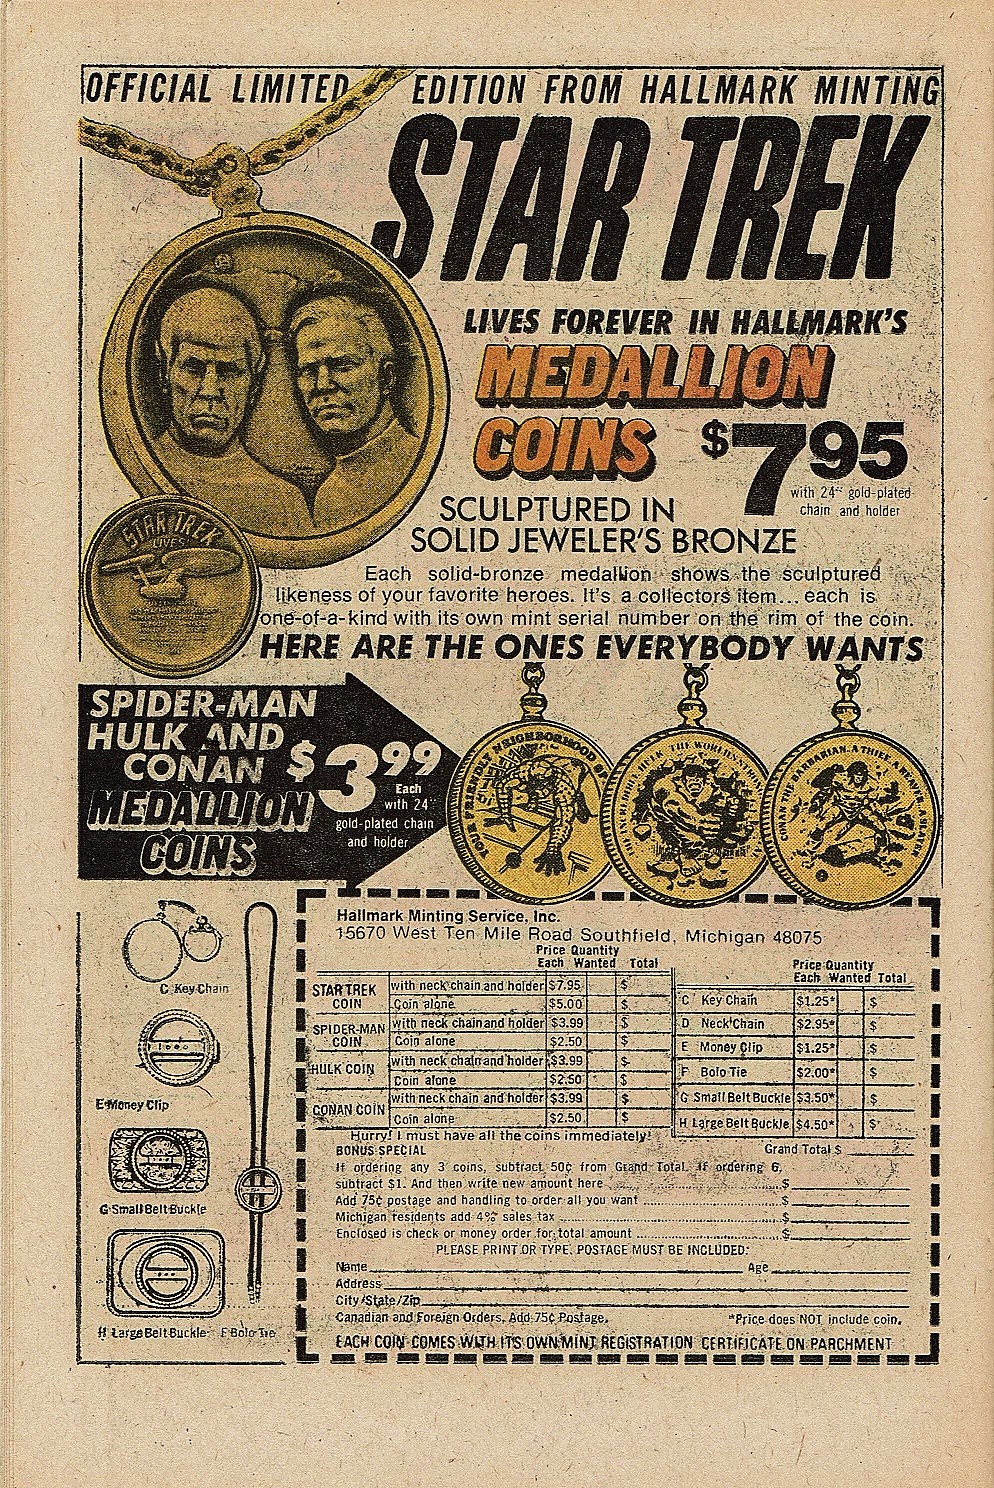 OFFICIAL LIMITED EDITION FROM HALLMARK MINTING
STAR TREK
LIVES FOREVER IN HALLMARK'S
MEDALLION
COINS $7 95
with 24" gold-plated
chain and holder
SCULPTURED IN
SOLID JEWELER'S BRONZE
STAR TREK
LIVES
Each solid-bronze medallion shows the sculptured
likeness of your favorite heroes. It's a collectors item... each is
one-of-a-kind with its own mint serial number on the rim of the coin.
HERE ARE THE ONES EVERYBODY WANTS
SPIDER-MAN
HULK AND
CONAN
MEDALLION
COINS
$3 99
Each
with 24"
gold-plated chain
and holder
YOUR FRIENDLY NEIGHBORHOOD
CONAN THE BARBARIAN. A THIEF. A REAVER A SLAYER
C Key Chain
E Money Clip
G Small Belt Buckle
H Large Belt Buckle F Bolo Tie
Hallmark Minting Service, Inc.
15670 West Ten Mile Road Southfield, Michigan 48075
Price Quantity
Each Wanted Total
STAR TREK COIN with neck chain and holder $7.95 $
Coin alone $5.00 $
SPIDER-MAN COIN with neck chain and holder $3.99 $
Coin alone $2.50 $
HULK COIN with neck chain and holder $3.99 $
Coin alone $2.50 $
CONAN COIN with neck chain and holder $3.99 $
Coin alone $2.50 $
Price Quantity
Each Wanted Total
C Key Chain $1.25* $
D Neck Chain $2.95* $
E Money Clip $1.25* $
F Bolo Tie $2.00* $
G Small Belt Buckle $3.50* $
H Large Belt Buckle $4.50* $
Hurry! I must have all the coins immediately!
BONUS SPECIAL Grand Total $
If ordering any 3 coins, subtract 50¢ from Grand Total. If ordering 6,
subtract $1. And then write new amount here $
Add 75¢ postage and handling to order all you want $
Michigan residents add 4% sales tax $
Enclosed is check or money order for total amount $
PLEASE PRINT OR TYPE. POSTAGE MUST BE INCLUDED.
Name Age
Address
City/State/Zip
Canadian and Foreign Orders, Add 75¢ Postage. *Price does NOT include coin.
EACH COIN COMES WITH IT'S OWN MINT REGISTRATION CERTIFICATE ON PARCHMENT